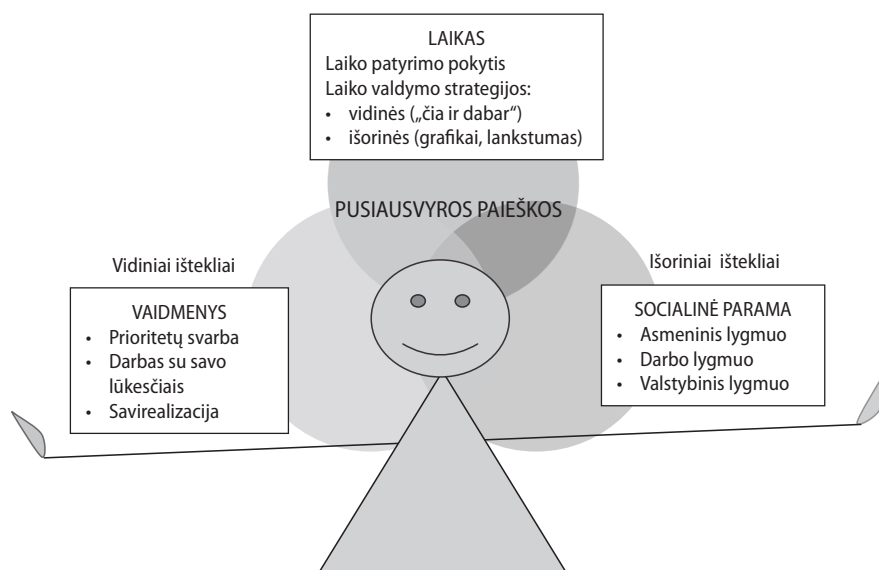 LAIKAS
Laiko patyrimo pokytis
Laiko valdymo strategijos:
• vidinės („čia ir dabar“)
• išorinės (grafikai, lankstumas)
PUSIAUSVYROS PAIEŠKOS
Vidiniai ištekliai
VAIDMENYS
• Prioritetų svarba
• Darbas su savo
lūkesčiais
• Savirealizacija
Išoriniai ištekliai
SOCIALINĖ PARAMA
• Asmeninis lygmuo
• Darbo lygmuo
• Valstybinis lygmuo